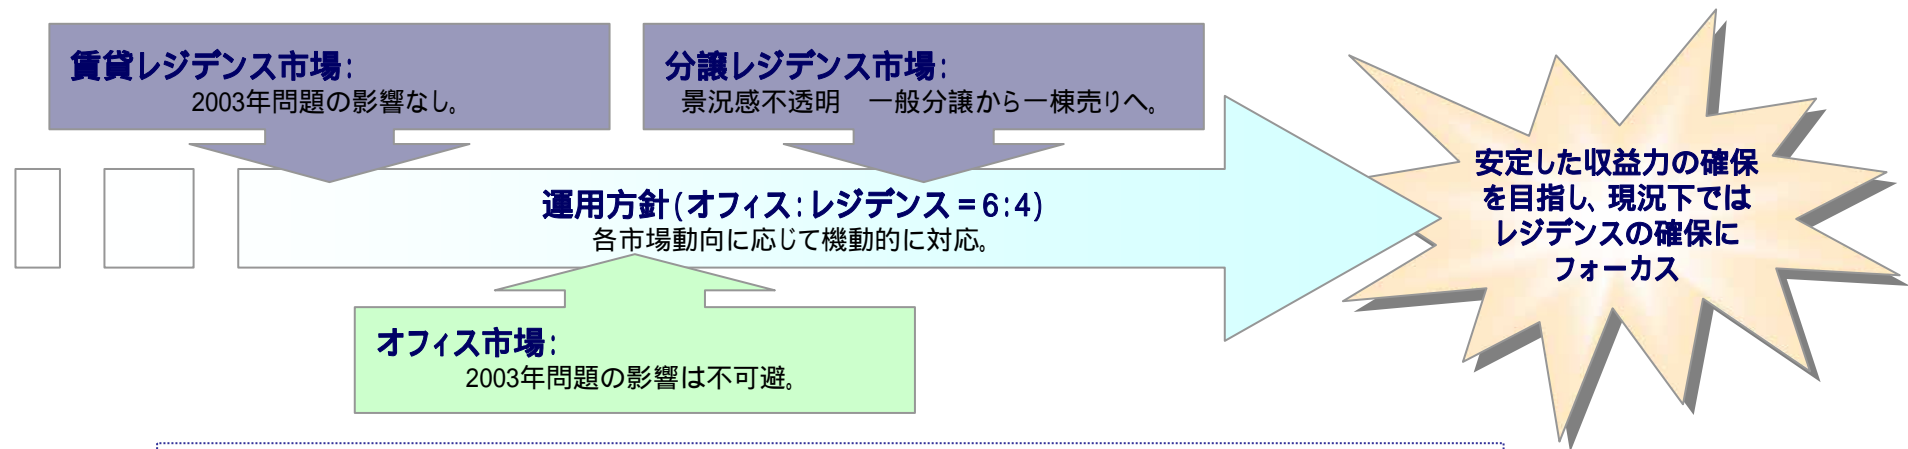 賃貸レジデンス市場：
2003年問題の影響なし。
分譲レジデンス市場：
景況感不透明　一般分譲から一棟売りへ。
運用方針(オフィス：レジデンス＝6：4)
各市場動向に応じて機動的に対応。
オフィス市場：
2003年問題の影響は不可避。
安定した収益力の確保
を目指し、現況下では
レジデンスの確保に
フォーカス